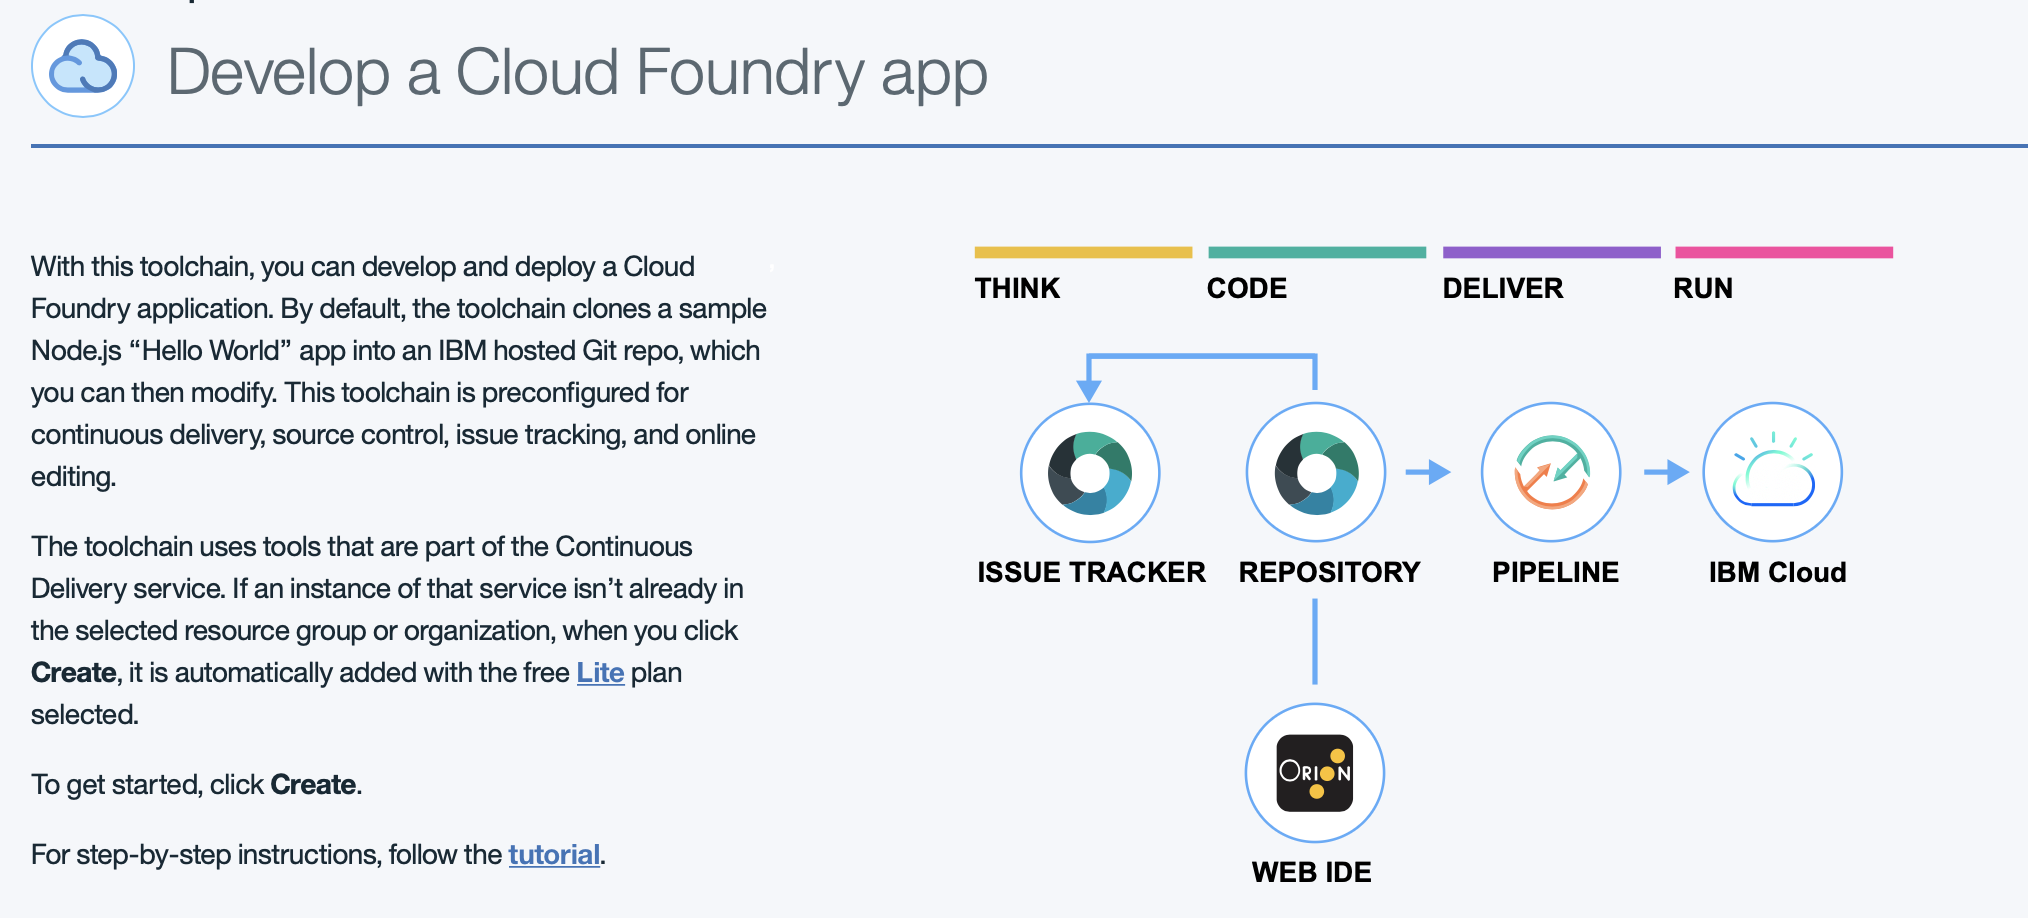 Develop a Cloud Foundry app
With this toolchain, you can develop and deploy a Cloud
Foundry application. By default, the toolchain clones a sample
Node.js “Hello World” app into an IBM hosted Git repo, which
you can then modify. This toolchain is preconfigured for
continuous delivery, source control, issue tracking, and online
editing.
The toolchain uses tools that are part of the Continuous
Delivery service. If an instance of that service isn’t already in
the selected resource group or organization, when you click
Create, it is automatically added with the free Lite plan
selected.
To get started, click Create.
For step-by-step instructions, follow the tutorial.
THINK CODE DELIVER RUN
ISSUE TRACKER REPOSITORY PIPELINE IBM Cloud
ORION
WEB IDE